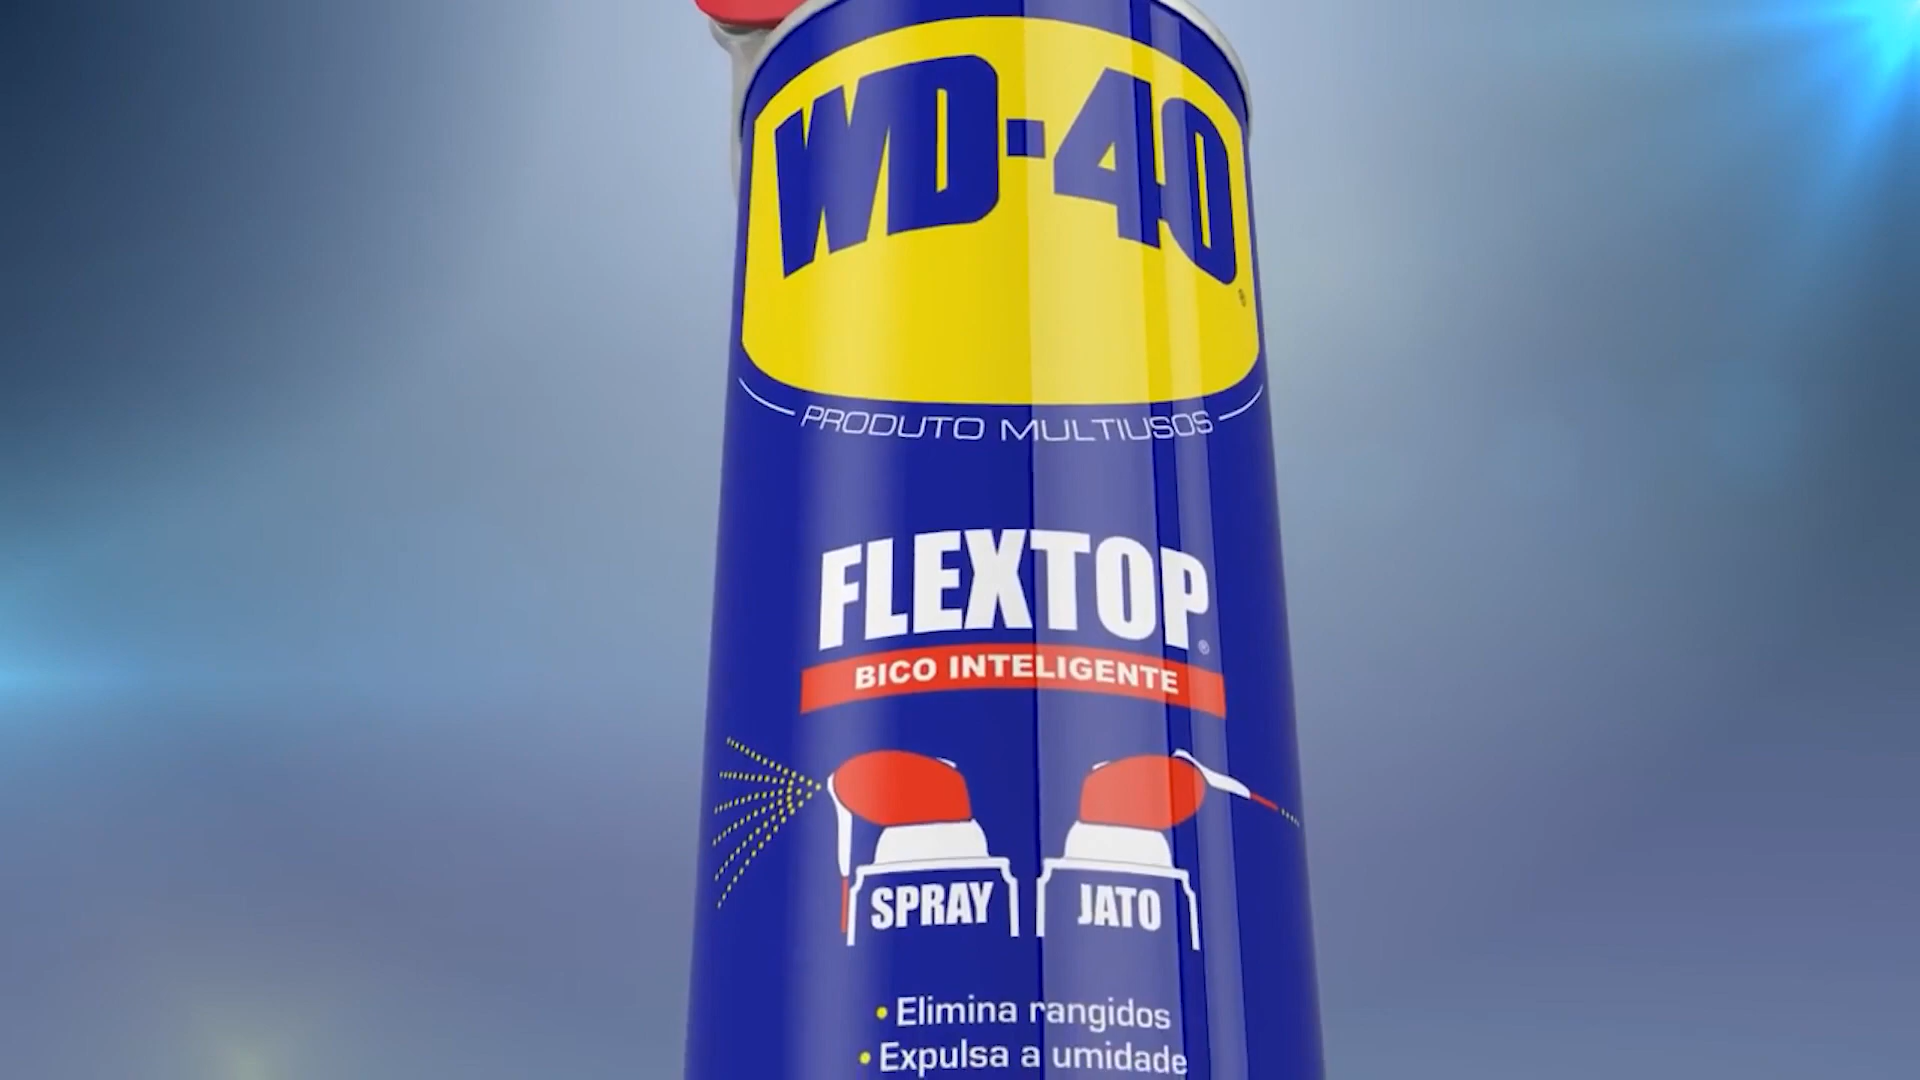 WD-40
®
PRODUTO MULTIUSOS
FLEXTOP®
BICO INTELIGENTE
SPRAY
JATO
• Elimina rangidos
• Expulsa a umidade